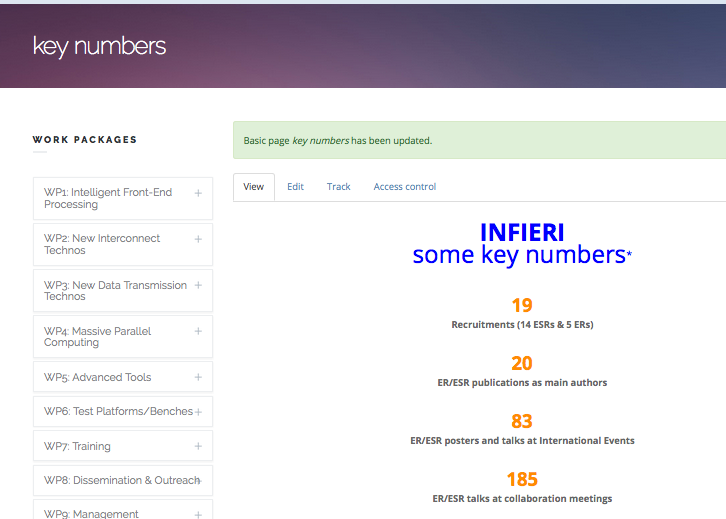 key numbers
WORK PACKAGES
WP1: Intelligent Front-End
Processing
+
WP2: New Interconnect
Technos
+
WP3: New Data Transmission
Technos
+
WP4: Massive Parallel
Computing
+
WP5: Advanced Tools +
WP6: Test Platforms/Benches +
WP7: Training +
WP8: Dissemination & Outreach +
WP9: Management +
Basic page key numbers has been updated.
View Edit Track Access control
INFIERI
some key numbers*
19
Recruitments (14 ESRs & 5 ERs)
20
ER/ESR publications as main authors
83
ER/ESR posters and talks at International Events
185
ER/ESR talks at collaboration meetings